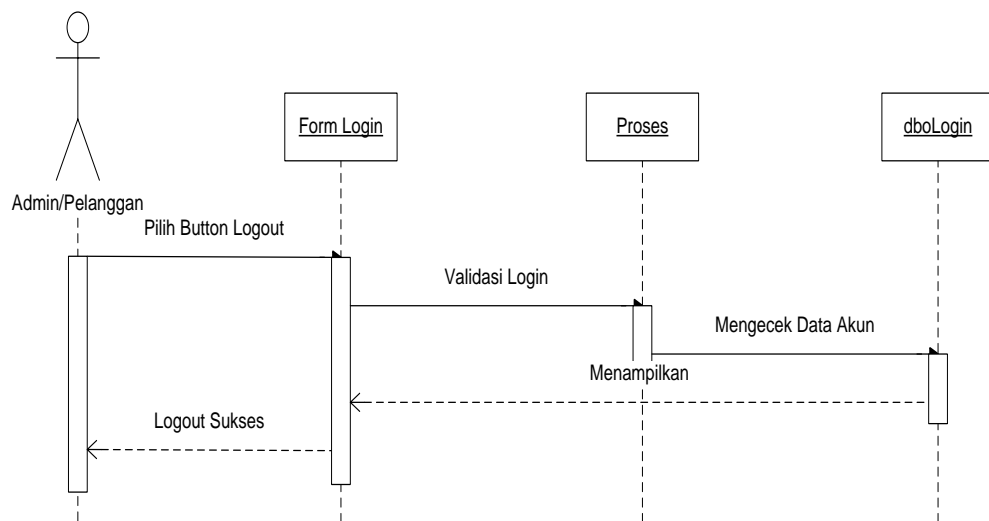 Form Login
Proses
dboLogin
Admin/Pelanggan
Pilih Button Logout
Validasi Login
Mengecek Data Akun
Menampilkan
Logout Sukses